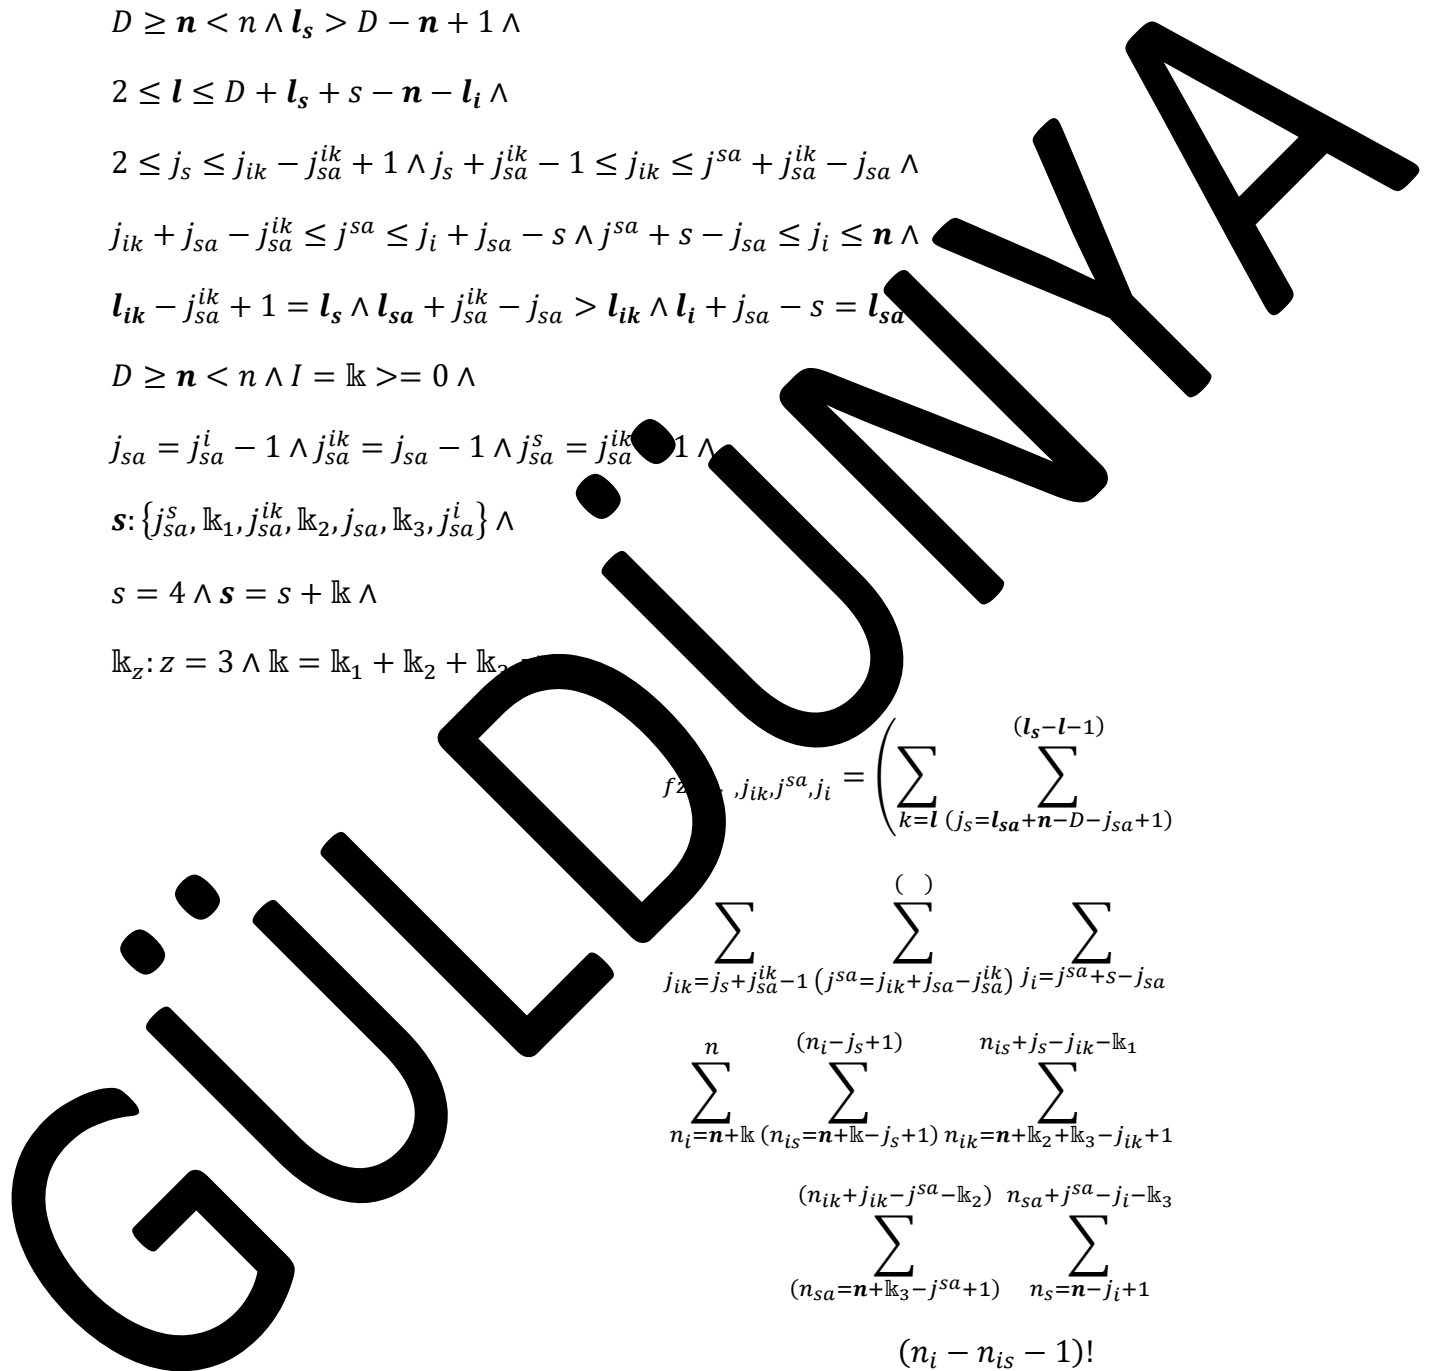 D ≥ n < n ∧ l_s > D − n + 1 ∧
2 ≤ l ≤ D + l_s + s − n − l_i ∧
2 ≤ j_s ≤ j_{ik} − j_{sa}^{ik} + 1 ∧ j_s + j_{sa}^{ik} − 1 ≤ j_{ik} ≤ j^{sa} + j_{sa}^{ik} − j_{sa} ∧
j_{ik} + j_{sa} − j_{sa}^{ik} ≤ j^{sa} ≤ j_i + j_{sa} − s ∧ j^{sa} + s − j_{sa} ≤ j_i ≤ n ∧
l_{ik} − j_{sa}^{ik} + 1 = l_s ∧ l_{sa} + j_{sa}^{ik} − j_{sa} > l_{ik} ∧ l_i + j_{sa} − s = l_{sa}
D ≥ n < n ∧ I = 𝕜 >= 0 ∧
j_{sa} = j_{sa}^i − 1 ∧ j_{sa}^{ik} = j_{sa} − 1 ∧ j_{sa}^s = j_{sa}^{ik} 1 ∧
s: {j_{sa}^s, 𝕜_1, j_{sa}^{ik}, 𝕜_2, j_{sa}, 𝕜_3, j_{sa}^i} ∧
s = 4 ∧ s = s + 𝕜 ∧
𝕜_z: z = 3 ∧ 𝕜 = 𝕜_1 + 𝕜_2 + 𝕜_3
,j_{ik},j^{sa},j_i = ( ∑_{k=l} ∑_{(j_s=l_{sa}+n−D−j_{sa}+1)}^{(l_s−l−1)}
∑_{j_{ik}=j_s+j_{sa}^{ik}−1} ∑_{(j^{sa}=j_{ik}+j_{sa}−j_{sa}^{ik})}^{( )} ∑_{j_i=j^{sa}+s−j_{sa}}
∑_{n_i=n+𝕜}^{n} ∑_{(n_{is}=n+𝕜−j_s+1)}^{(n_i−j_s+1)} ∑_{n_{ik}=n+𝕜_2+𝕜_3−j_{ik}+1}^{n_{is}+j_s−j_{ik}−𝕜_1}
∑_{(n_{sa}=n+𝕜_3−j^{sa}+1)}^{(n_{ik}+j_{ik}−j^{sa}−𝕜_2)} ∑_{n_s=n−j_i+1}^{n_{sa}+j^{sa}−j_i−𝕜_3}
(n_i − n_{is} − 1)!
GÜLDÜNYA